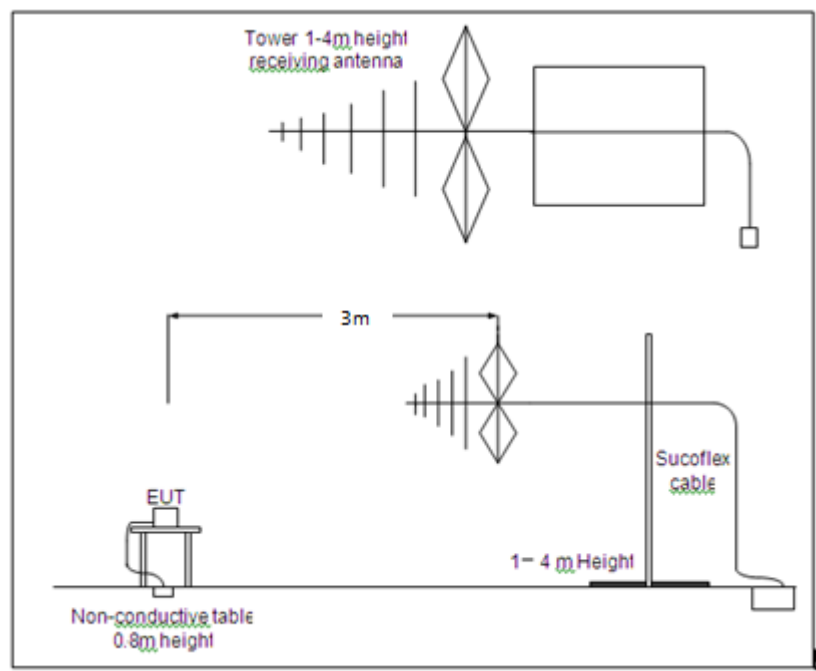 Tower 1-4m height
receiving antenna
3m
Sucoflex
cable
EUT
1– 4 m Height
Non-conductive table
0.8m height